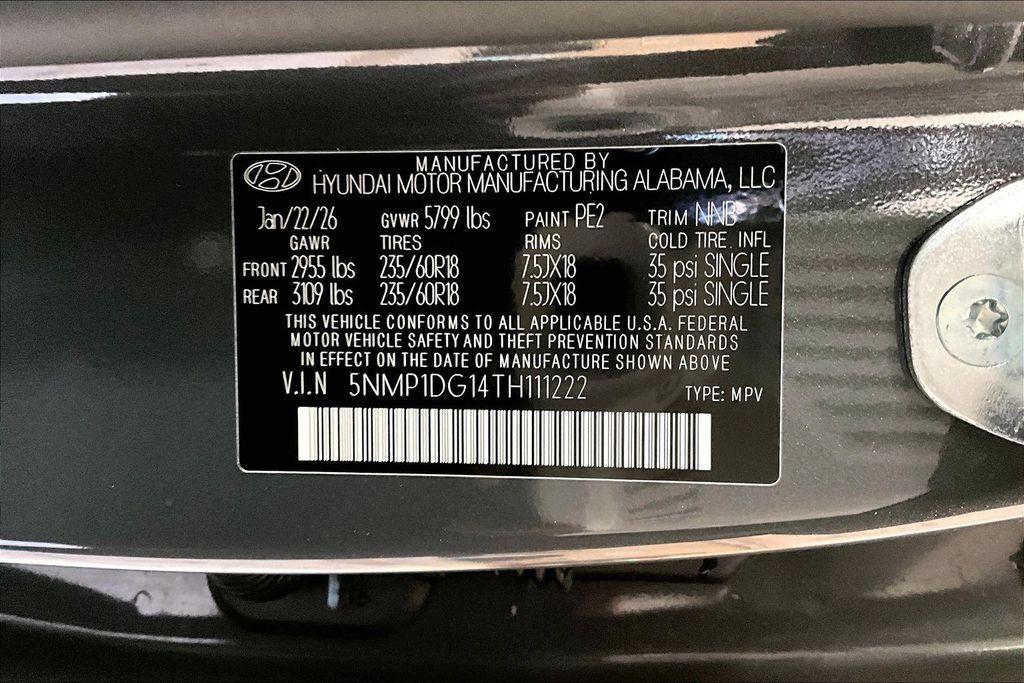 MANUFACTURED BY
HYUNDAI MOTOR MANUFACTURING ALABAMA, LLC
Jan/22/26 GVWR 5799 lbs PAINT PE2 TRIM NNB
GAWR TIRES RIMS COLD TIRE. INFL
FRONT 2955 lbs 235/60R18 7.5JX18 35 psi SINGLE
REAR 3109 lbs 235/60R18 7.5JX18 35 psi SINGLE
THIS VEHICLE CONFORMS TO ALL APPLICABLE U.S.A. FEDERAL
MOTOR VEHICLE SAFETY AND THEFT PREVENTION STANDARDS
IN EFFECT ON THE DATE OF MANUFACTURE SHOWN ABOVE
V.I.N 5NMP1DG14TH111222 TYPE: MPV